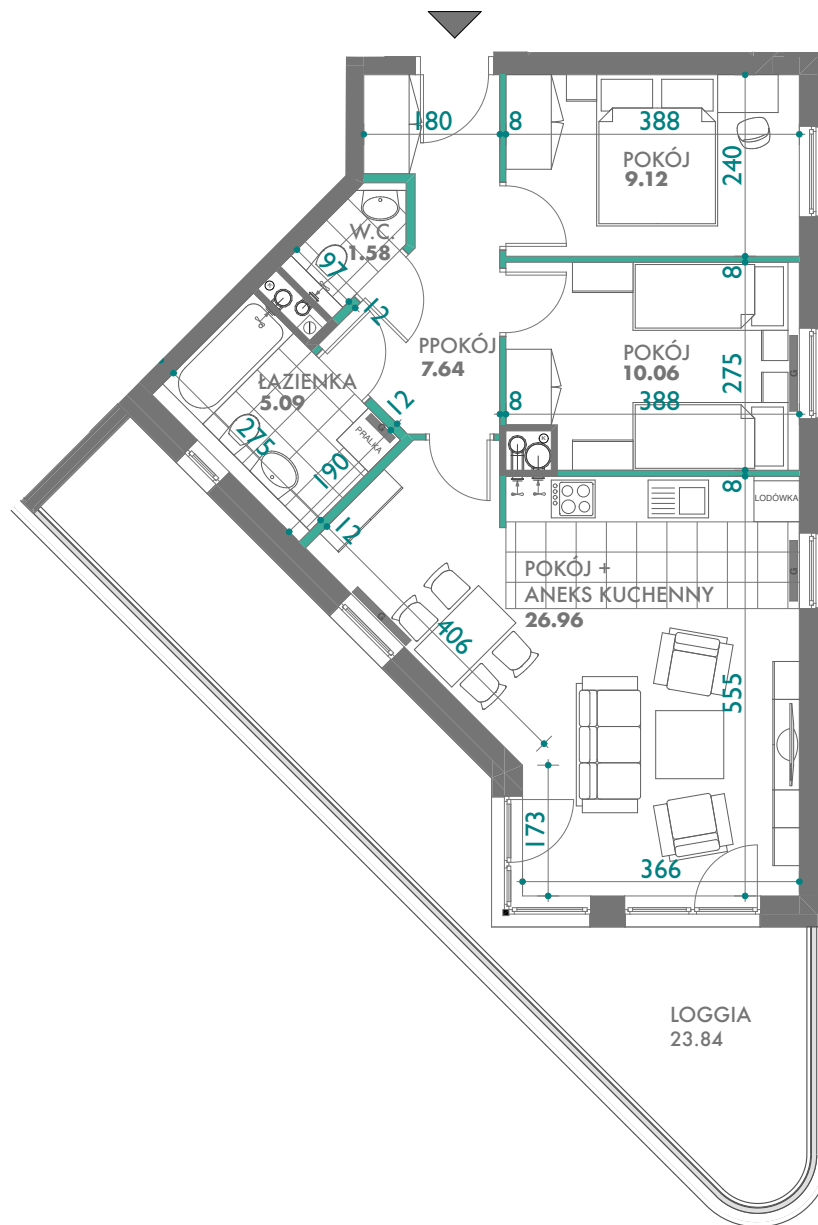 180
8
388
POKÓJ
9.12
240
W.C.
1.58
97
12
8
PPOKÓJ
7.64
POKÓJ
10.06
275
G
ŁAZIENKA
5.09
12
8
388
G
PRALKA
275
190
12
8
LODÓWKA
POKÓJ +
ANEKS KUCHENNY
26.96
G
G
406
555
173
366
LOGGIA
23.84